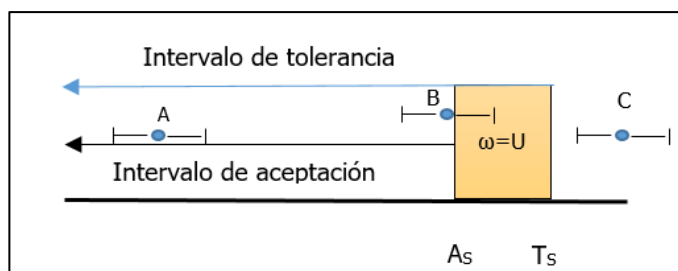 Intervalo de tolerancia
A
B
C
ω=U
Intervalo de aceptación
AS TS